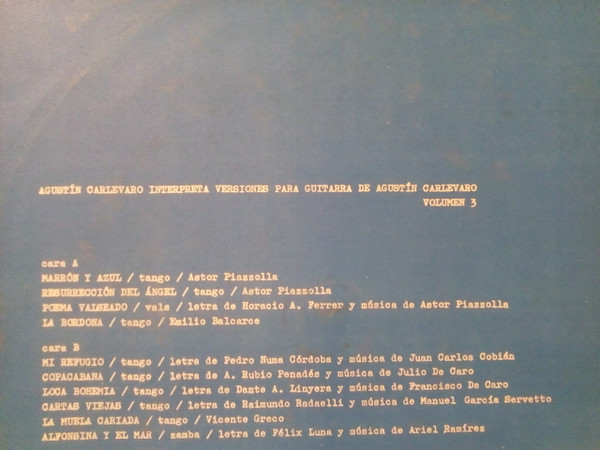 AGUSTÍN CARLEVARO INTERPRETA VERSIONES PARA GUITARRA DE AGUSTÍN CARLEVARO
VOLUMEN 3
cara A
MARRÓN Y AZUL / tango / Astor Piazzolla
RESURRECCIÓN DEL ÁNGEL / tango / Astor Piazzolla
POEMA VALSEADO / vals / letra de Horacio A. Ferrer y música de Astor Piazzolla
LA BORDONA / tango / Emilio Balcarce
cara B
MI REFUGIO / tango / letra de Pedro Numa Córdoba y música de Juan Carlos Cobián
COPACABANA / tango / letra de A. Rubio Penadés y música de Julio De Caro
LOCA BOHEMIA / tango / letra de Dante A. Linyera y música de Francisco De Caro
CARTAS VIEJAS / tango / letra de Raimundo Radaelli y música de Manuel García Servetto
LA MUELA CARIADA / tango / Vicente Greco
ALFONSINA Y EL MAR / zamba / letra de Félix Luna y música de Ariel Ramírez